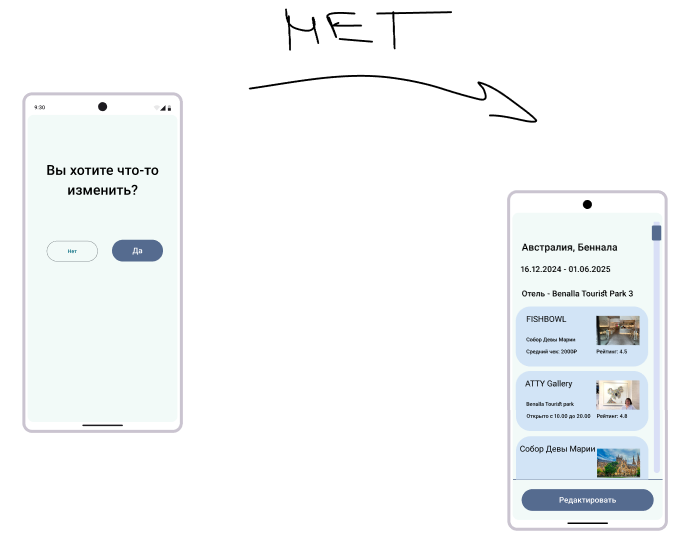 НЕТ
9:30
Вы хотите что-то
изменить?
Нет
Да
Австралия, Беннала
16.12.2024 - 01.06.2025
Отель - Benalla Tourist Park 3
FISHBOWL
Собор Девы Марии
Средний чек: 2000₽ Рейтинг: 4.5
ATTY Gallery
Benalla Tourist park
Открыто с 10.00 до 20.00 Рейтинг: 4.8
Собор Девы Марии
Редактировать